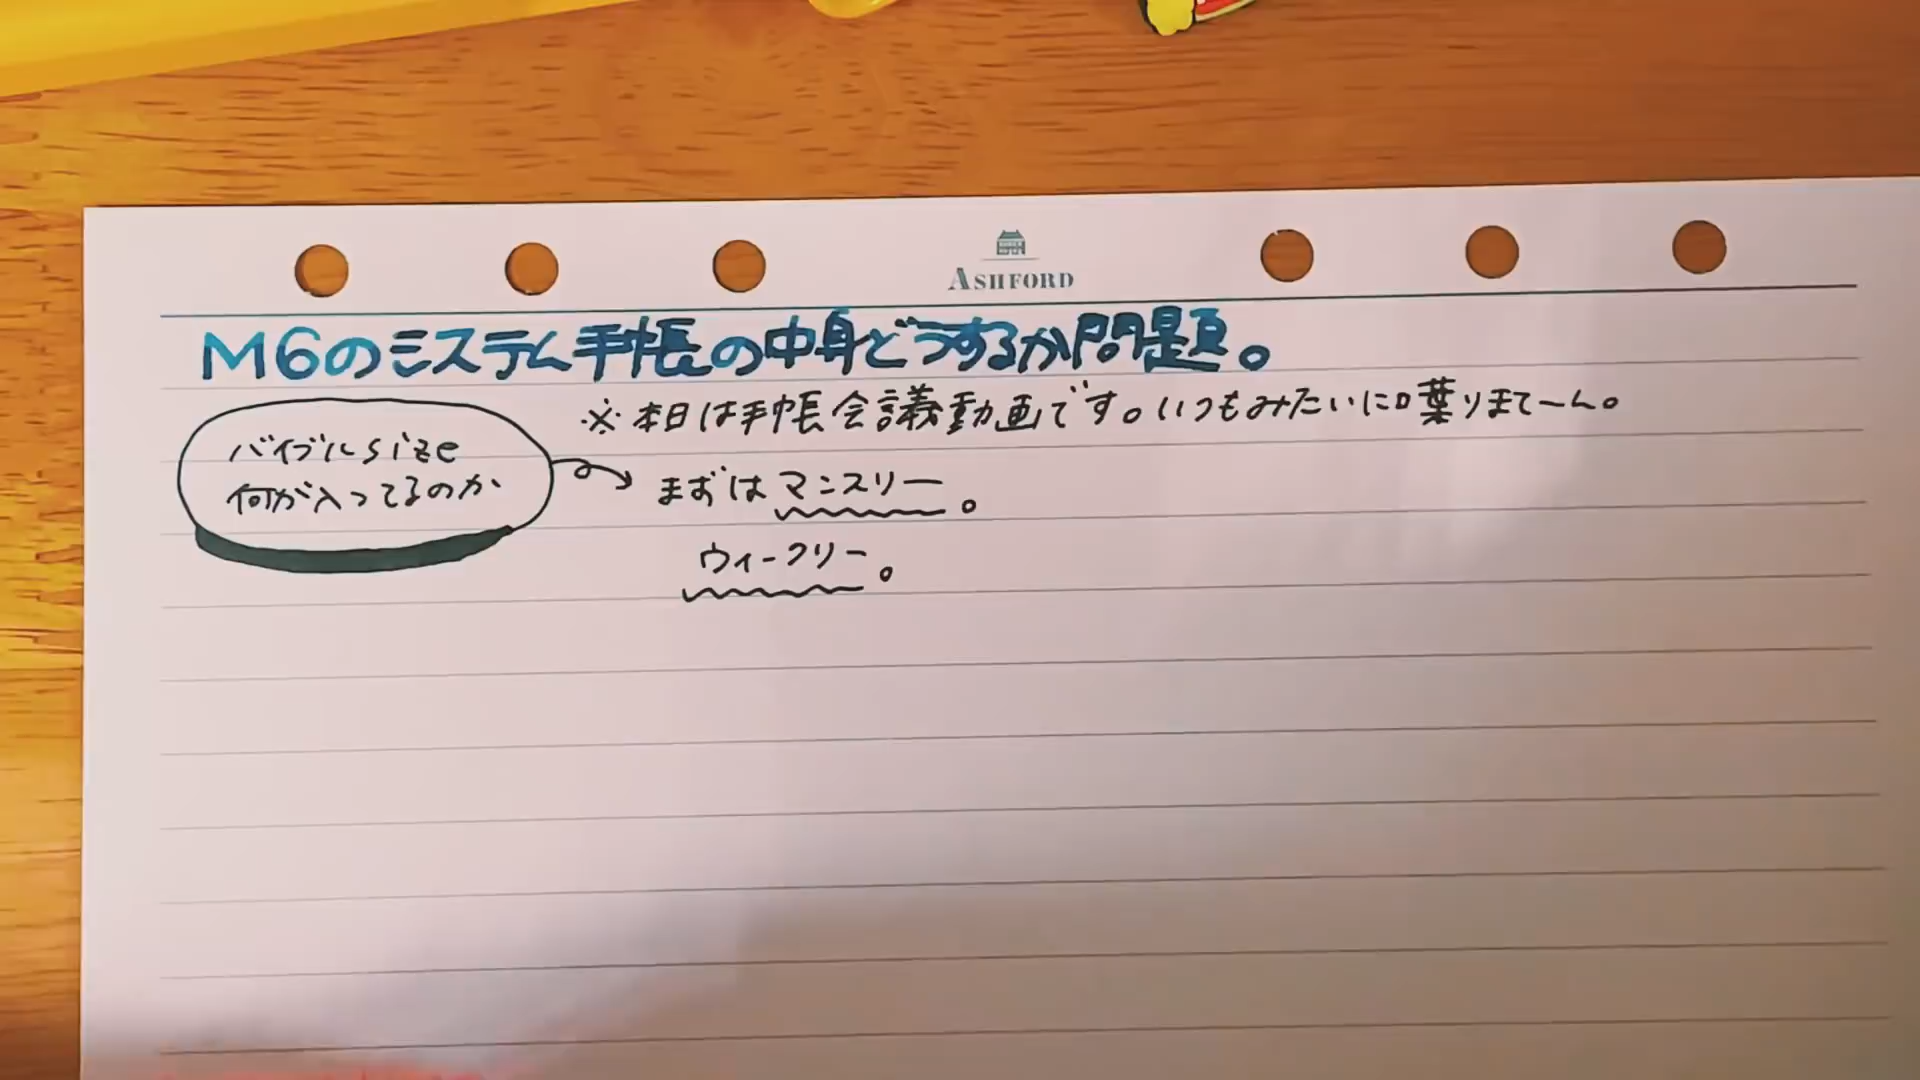 ASHFORD
M6のシステム手帳の中身どうするか問題。
※本日は手帳会議動画です。いつもみたいに喋りまてーん。
バイブルsize
何が入ってるのか
まずはマンスリー。
ウィークリー。